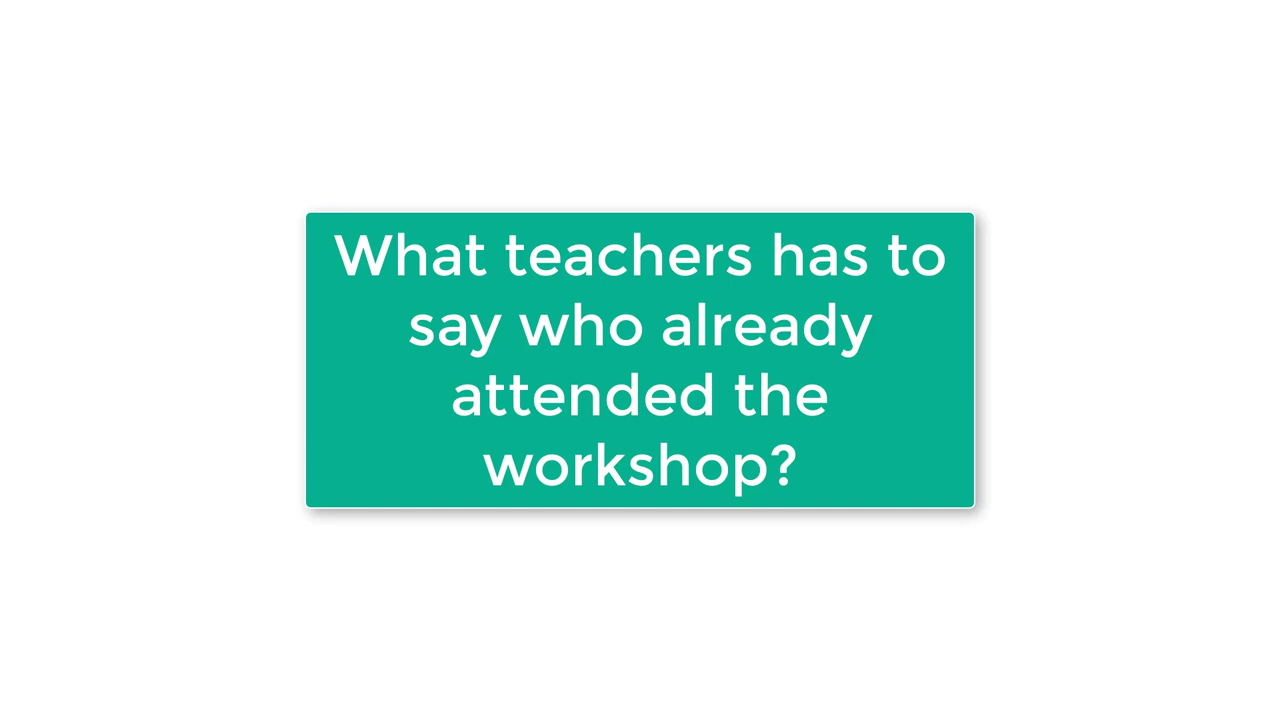 What teachers has to
say who already
attended the
workshop?